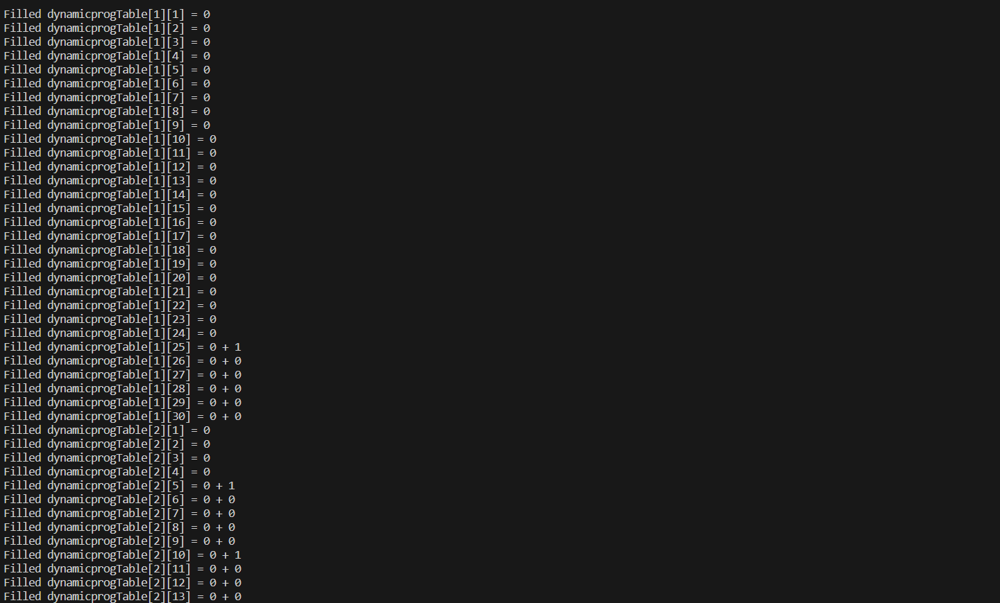 Filled dynamicprogTable[1][1] = 0
Filled dynamicprogTable[1][2] = 0
Filled dynamicprogTable[1][3] = 0
Filled dynamicprogTable[1][4] = 0
Filled dynamicprogTable[1][5] = 0
Filled dynamicprogTable[1][6] = 0
Filled dynamicprogTable[1][7] = 0
Filled dynamicprogTable[1][8] = 0
Filled dynamicprogTable[1][9] = 0
Filled dynamicprogTable[1][10] = 0
Filled dynamicprogTable[1][11] = 0
Filled dynamicprogTable[1][12] = 0
Filled dynamicprogTable[1][13] = 0
Filled dynamicprogTable[1][14] = 0
Filled dynamicprogTable[1][15] = 0
Filled dynamicprogTable[1][16] = 0
Filled dynamicprogTable[1][17] = 0
Filled dynamicprogTable[1][18] = 0
Filled dynamicprogTable[1][19] = 0
Filled dynamicprogTable[1][20] = 0
Filled dynamicprogTable[1][21] = 0
Filled dynamicprogTable[1][22] = 0
Filled dynamicprogTable[1][23] = 0
Filled dynamicprogTable[1][24] = 0
Filled dynamicprogTable[1][25] = 0 + 1
Filled dynamicprogTable[1][26] = 0 + 0
Filled dynamicprogTable[1][27] = 0 + 0
Filled dynamicprogTable[1][28] = 0 + 0
Filled dynamicprogTable[1][29] = 0 + 0
Filled dynamicprogTable[1][30] = 0 + 0
Filled dynamicprogTable[2][1] = 0
Filled dynamicprogTable[2][2] = 0
Filled dynamicprogTable[2][3] = 0
Filled dynamicprogTable[2][4] = 0
Filled dynamicprogTable[2][5] = 0 + 1
Filled dynamicprogTable[2][6] = 0 + 0
Filled dynamicprogTable[2][7] = 0 + 0
Filled dynamicprogTable[2][8] = 0 + 0
Filled dynamicprogTable[2][9] = 0 + 0
Filled dynamicprogTable[2][10] = 0 + 1
Filled dynamicprogTable[2][11] = 0 + 0
Filled dynamicprogTable[2][12] = 0 + 0
Filled dynamicprogTable[2][13] = 0 + 0